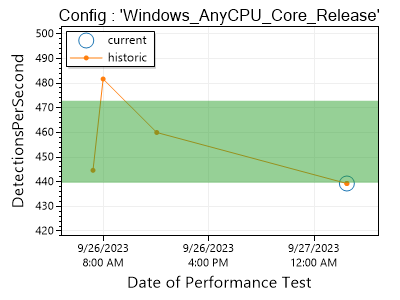 Config : 'Windows_AnyCPU_Core_Release'
current
historic
DetectionsPerSecond
500
490
480
470
460
450
440
430
420
9/26/2023
8:00 AM
9/26/2023
4:00 PM
9/27/2023
12:00 AM
Date of Performance Test